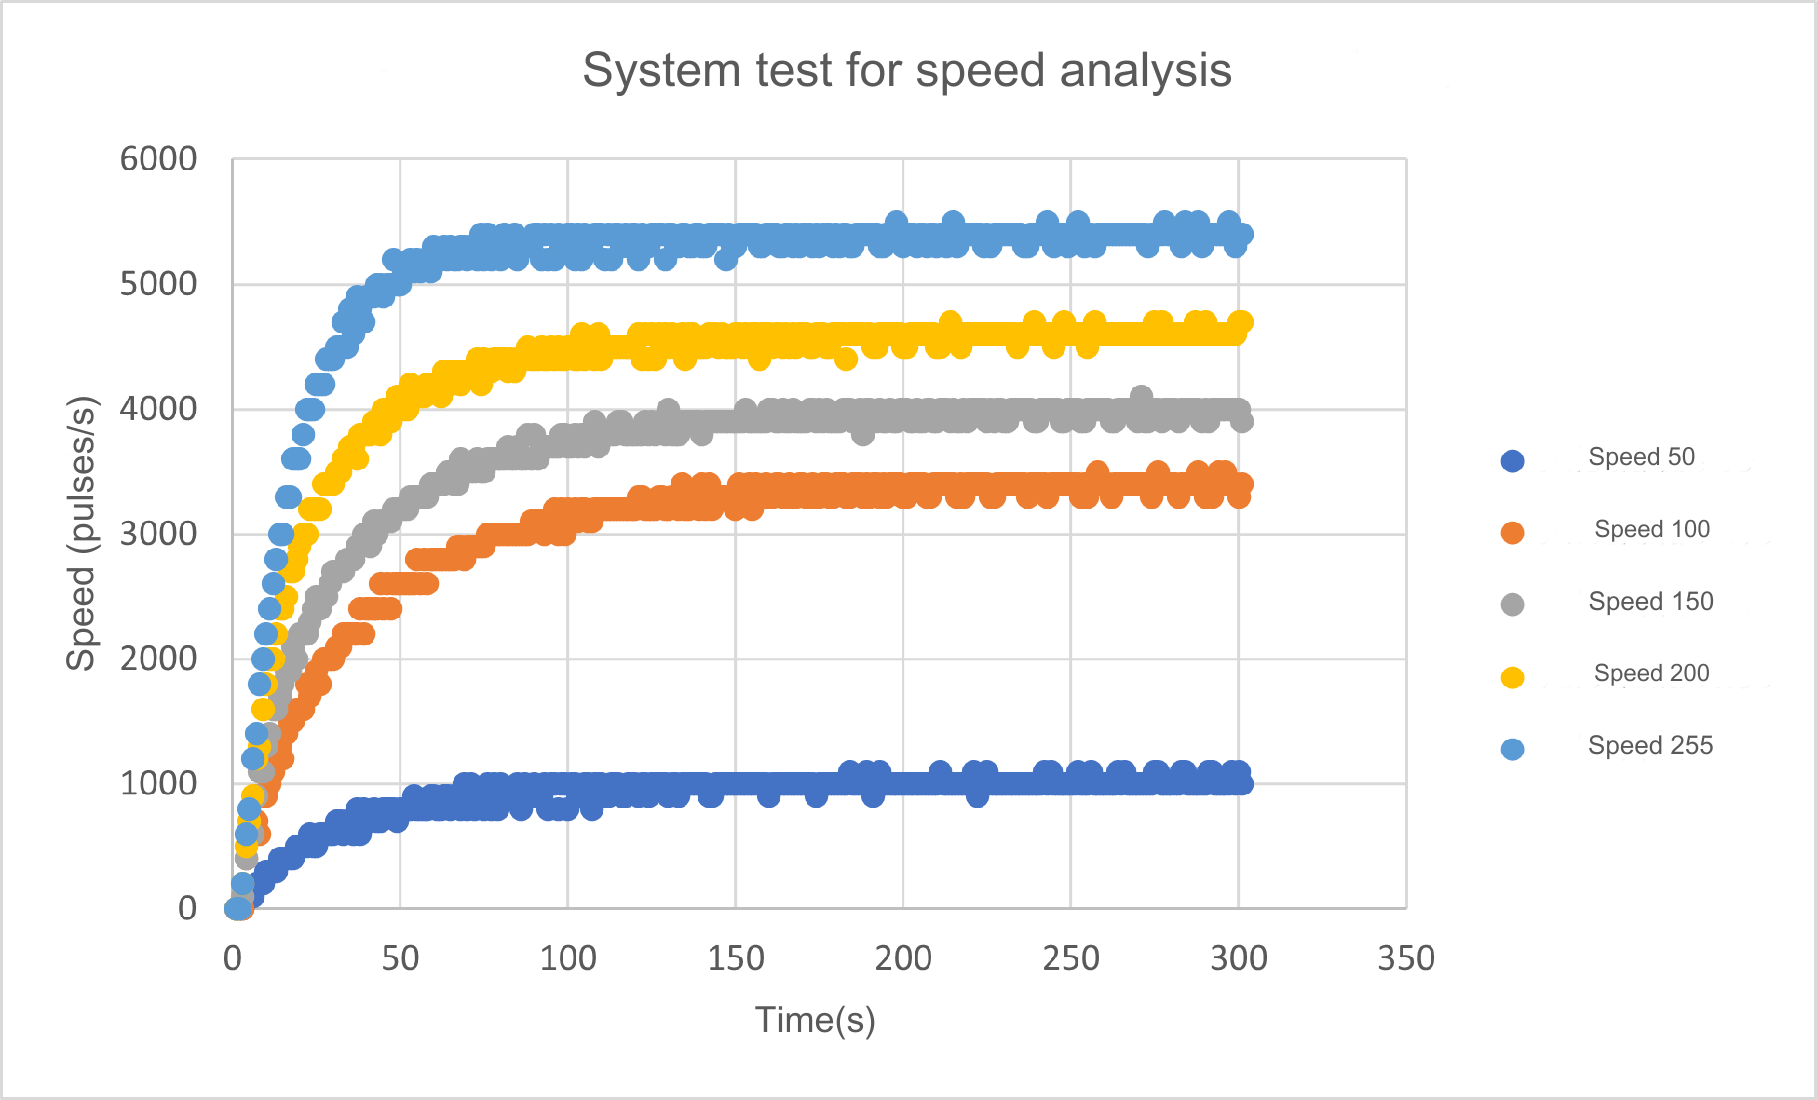 System test for speed analysis
6000
5000
4000
3000
2000
1000
0
Speed (pulses/s)
0 50 100 150 200 250 300 350
Time(s)
Speed 50
Speed 100
Speed 150
Speed 200
Speed 255